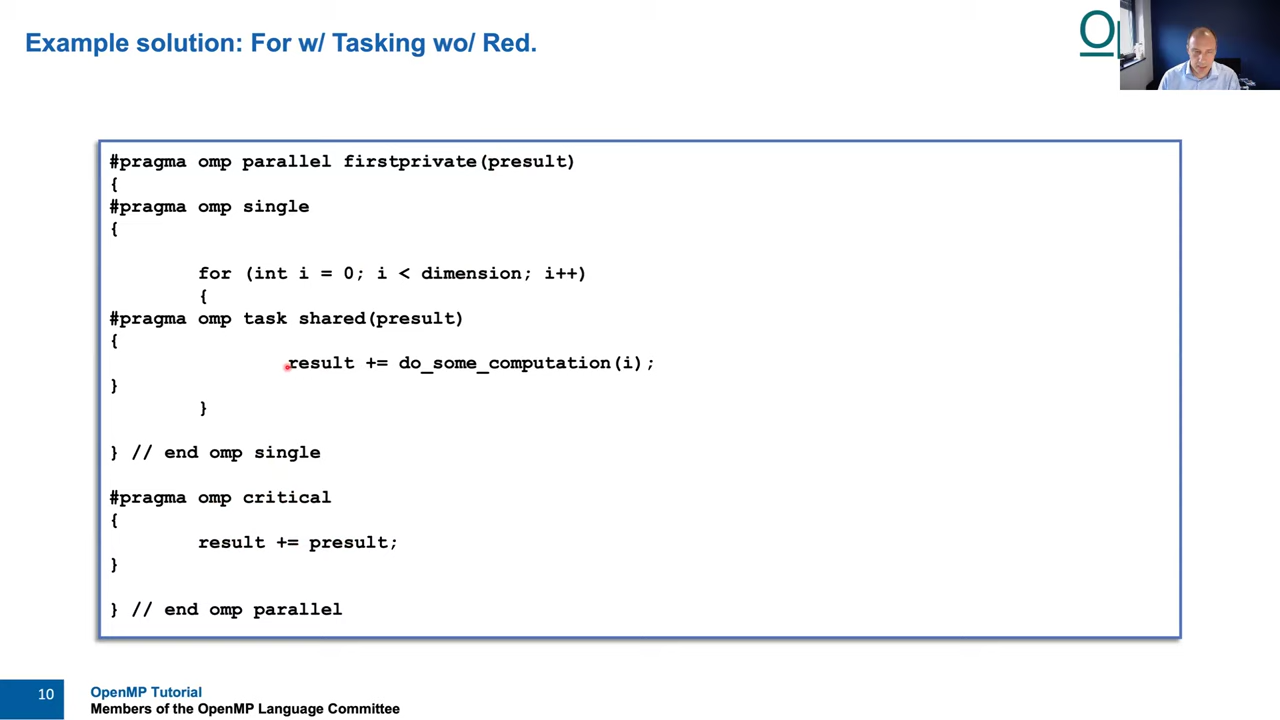 Example solution: For w/ Tasking wo/ Red.
#pragma omp parallel firstprivate(presult)
{
#pragma omp single
{
for (int i = 0; i < dimension; i++)
{
#pragma omp task shared(presult)
{
result += do_some_computation(i);
}
}
} // end omp single
#pragma omp critical
{
result += presult;
}
} // end omp parallel
10
OpenMP Tutorial
Members of the OpenMP Language Committee